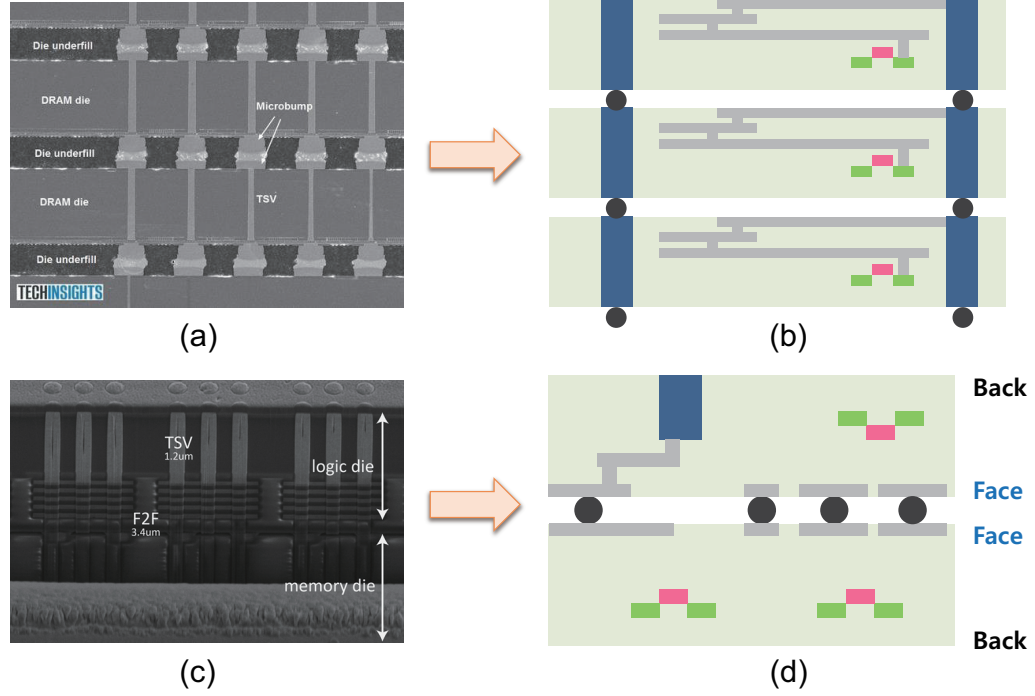 Die underfill
DRAM die
Microbump
Die underfill
DRAM die
TSV
Die underfill
TECHINSIGHTS
(a)
(b)
TSV
1.2um
logic die
F2F
3.4um
memory die
(c)
Back
Face
Face
Back
(d)